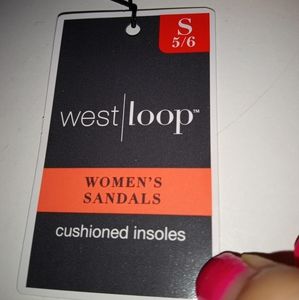 S
5/6
west|loop™
WOMEN'S
SANDALS
cushioned insoles